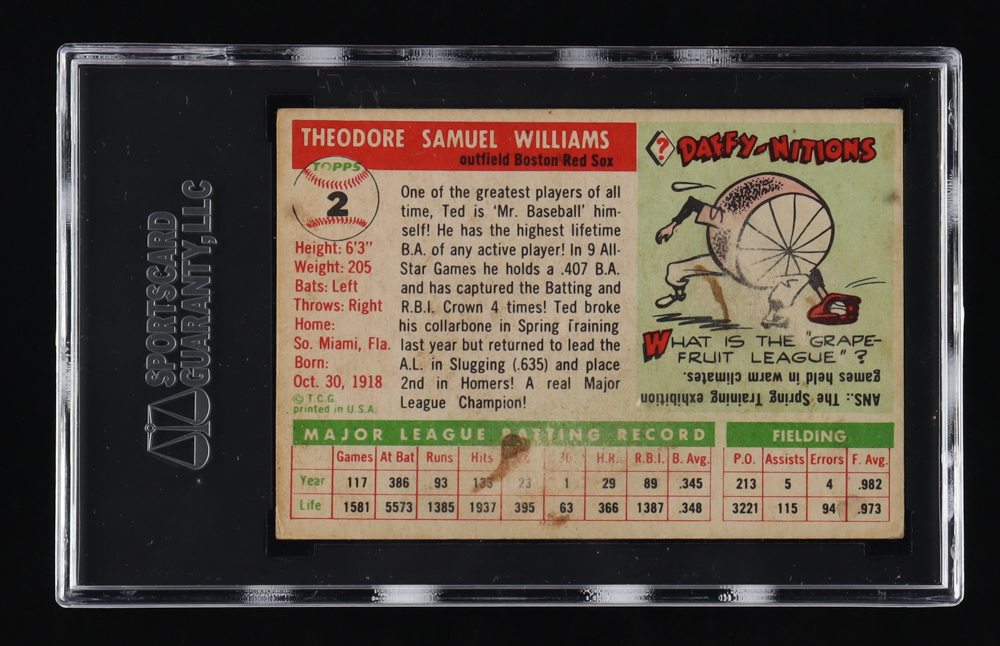 SPORTSCARD
GUARANTY, LLC
THEODORE SAMUEL WILLIAMS
outfield Boston Red Sox
TOPPS
2
Height: 6'3"
Weight: 205
Bats: Left
Throws: Right
Home:
So. Miami, Fla.
Born:
Oct. 30, 1918
© T.C.G.
printed in U.S.A.
One of the greatest players of all
time, Ted is 'Mr. Baseball' him-
self! He has the highest lifetime
B.A. of any active player! In 9 All-
Star Games he holds a .407 B.A.
and has captured the Batting and
R.B.I. Crown 4 times! Ted broke
his collarbone in Spring Training
last year but returned to lead the
A.L. in Slugging (.635) and place
2nd in Homers! A real Major
League Champion!
? DAFFY-NITIONS
WHAT IS THE "GRAPE-
FRUIT LEAGUE"?
ANS.: The Spring Training exhibition
games held in warm climates.
MAJOR LEAGUE BATTING RECORD
Games At Bat Runs Hits H.R. R.B.I. B. Avg.
Year 117 386 93 133 23 1 29 89 .345
Life 1581 5573 1385 1937 395 63 366 1387 .348
FIELDING
P.O. Assists Errors F. Avg.
213 5 4 .982
3221 115 94 .973